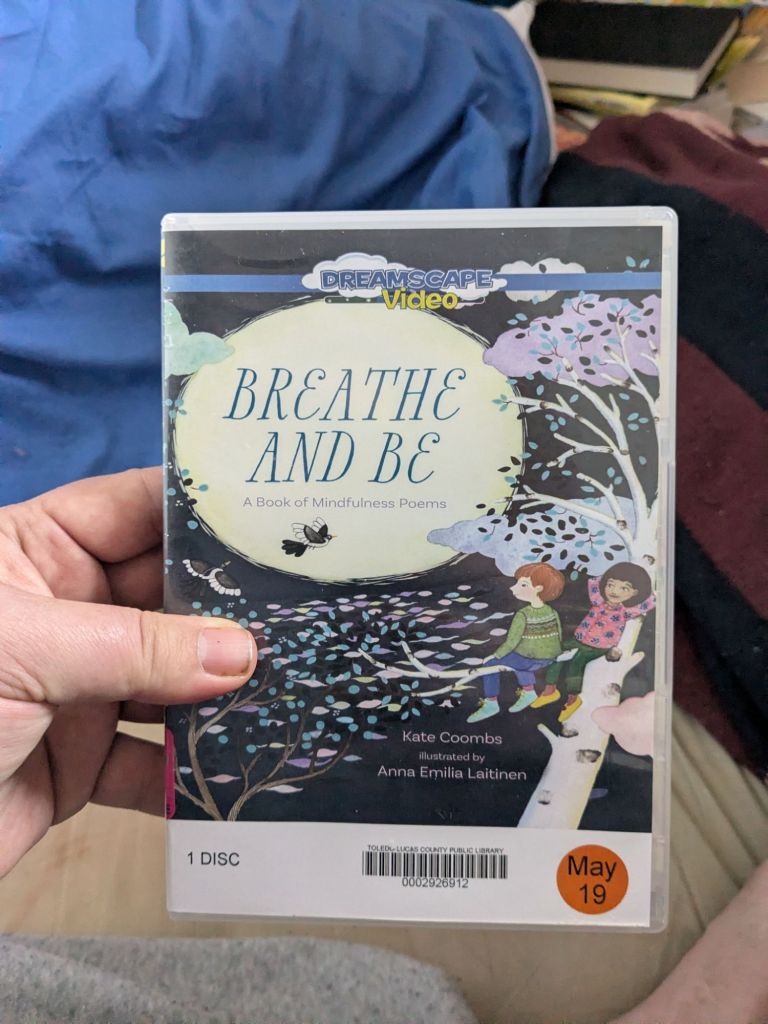 DREAMSCAPE
Video
BREATHE
AND BE
A Book of Mindfulness Poems
Kate Coombs
illustrated by
Anna Emilia Laitinen
1 DISC
TOLEDO-LUCAS COUNTY PUBLIC LIBRARY
0002926912
May
19